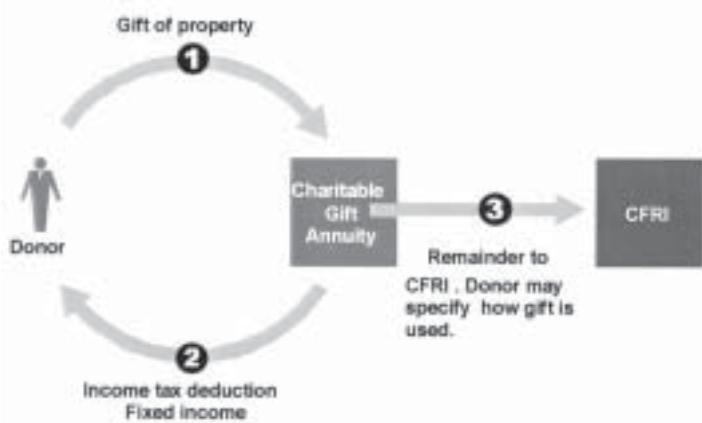 Gift of property
1
Donor
Charitable
Gift
Annuity
3
CFRI
Remainder to
CFRI . Donor may
specify how gift is
used.
2
Income tax deduction
Fixed income